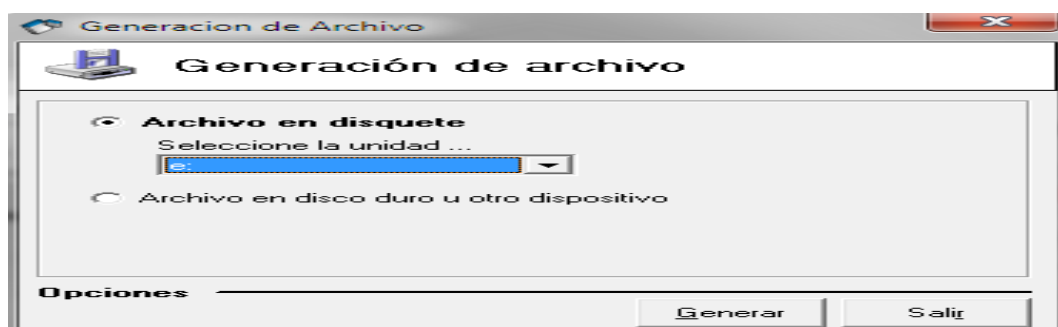 Generacion de Archivo
Generación de archivo
Archivo en disquete
Seleccione la unidad ...
e:
Archivo en disco duro u otro dispositivo
Opciones
Generar
Salir